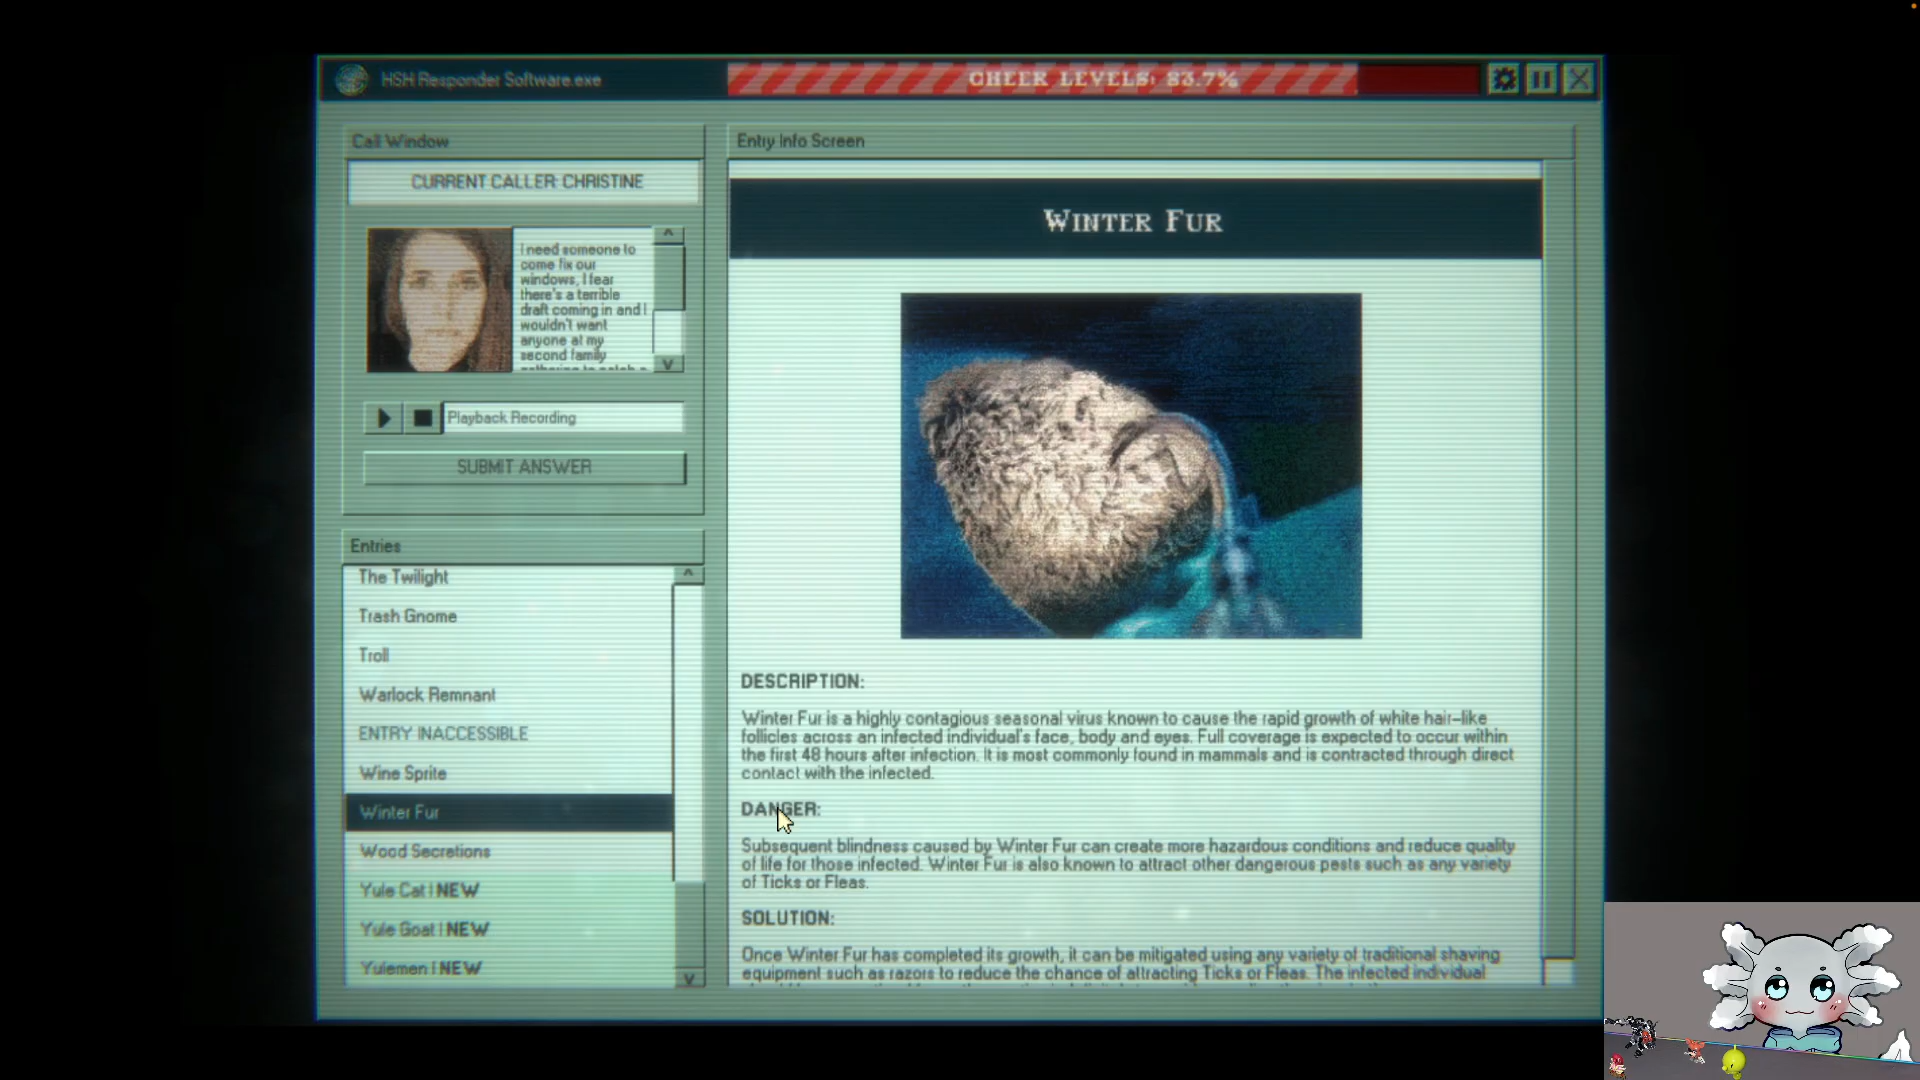 HSH Responder Software.exe
CHEER LEVELS: 83.7%
Call Window
CURRENT CALLER: CHRISTINE
I need someone to
come fix our
windows, I fear
there's a terrible
draft coming in and I
wouldn't want
anyone at my
second family
Playback Recording
SUBMIT ANSWER
Entries
The Twilight
Trash Gnome
Troll
Warlock Remnant
ENTRY INACCESSIBLE
Wine Sprite
Winter Fur
Wood Secretions
Yule Cat | NEW
Yule Goat | NEW
Yulemen | NEW
Entry Info Screen
WINTER FUR
DESCRIPTION:
Winter Fur is a highly contagious seasonal virus known to cause the rapid growth of white hair-like
follicles across an infected individual's face, body and eyes. Full coverage is expected to occur within
the first 48 hours after infection. It is most commonly found in mammals and is contracted through direct
contact with the infected.
DANGER:
Subsequent blindness caused by Winter Fur can create more hazardous conditions and reduce quality
of life for those infected. Winter Fur is also known to attract other dangerous pests such as any variety
of Ticks or Fleas.
SOLUTION:
Once Winter Fur has completed its growth, it can be mitigated using any variety of traditional shaving
equipment such as razors to reduce the chance of attracting Ticks or Fleas. The infected individual